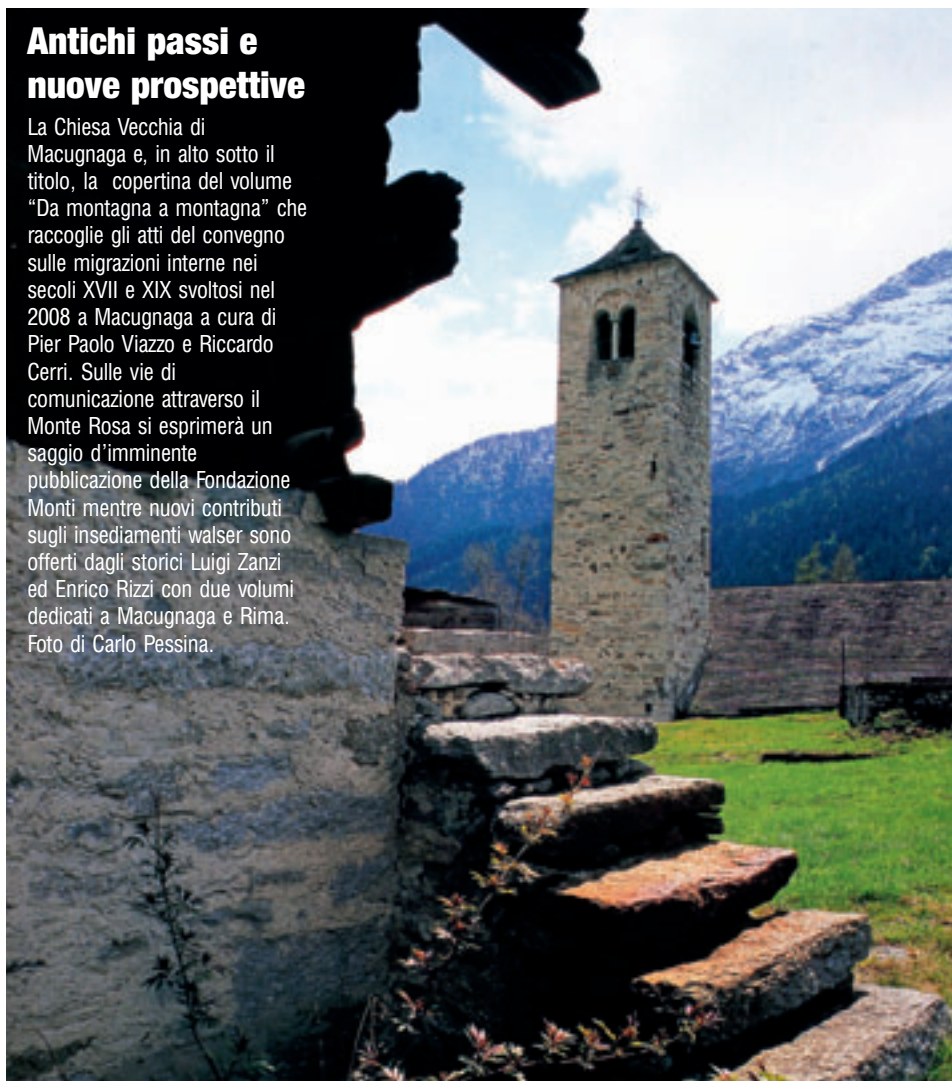 Antichi passi e
nuove prospettive
La Chiesa Vecchia di
Macugnaga e, in alto sotto il
titolo, la copertina del volume
“Da montagna a montagna” che
raccoglie gli atti del convegno
sulle migrazioni interne nei
secoli XVII e XIX svoltosi nel
2008 a Macugnaga a cura di
Pier Paolo Viazzo e Riccardo
Cerri. Sulle vie di
comunicazione attraverso il
Monte Rosa si esprimerà un
saggio d’imminente
pubblicazione della Fondazione
Monti mentre nuovi contributi
sugli insediamenti walser sono
offerti dagli storici Luigi Zanzi
ed Enrico Rizzi con due volumi
dedicati a Macugnaga e Rima.
Foto di Carlo Pessina.